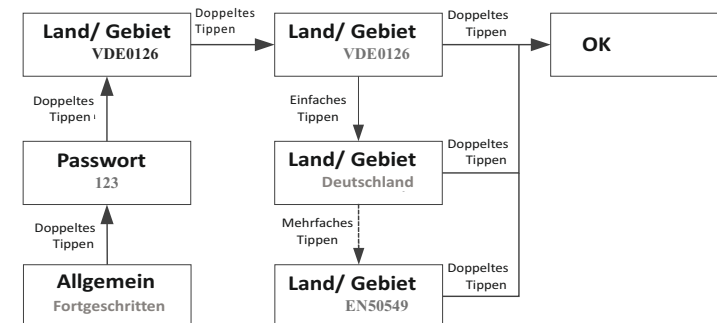 Doppeltes
Tippen
Land/ Gebiet
VDE0126
Land/ Gebiet
VDE0126
Doppeltes
Tippen
OK
Doppeltes
Tippen
Einfaches
Tippen
Passwort
123
Land/ Gebiet
Deutschland
Doppeltes
Tippen
Doppeltes
Tippen
Mehrfaches
Tippen
Allgemein
Fortgeschritten
Land/ Gebiet
EN50549
Doppeltes
Tippen